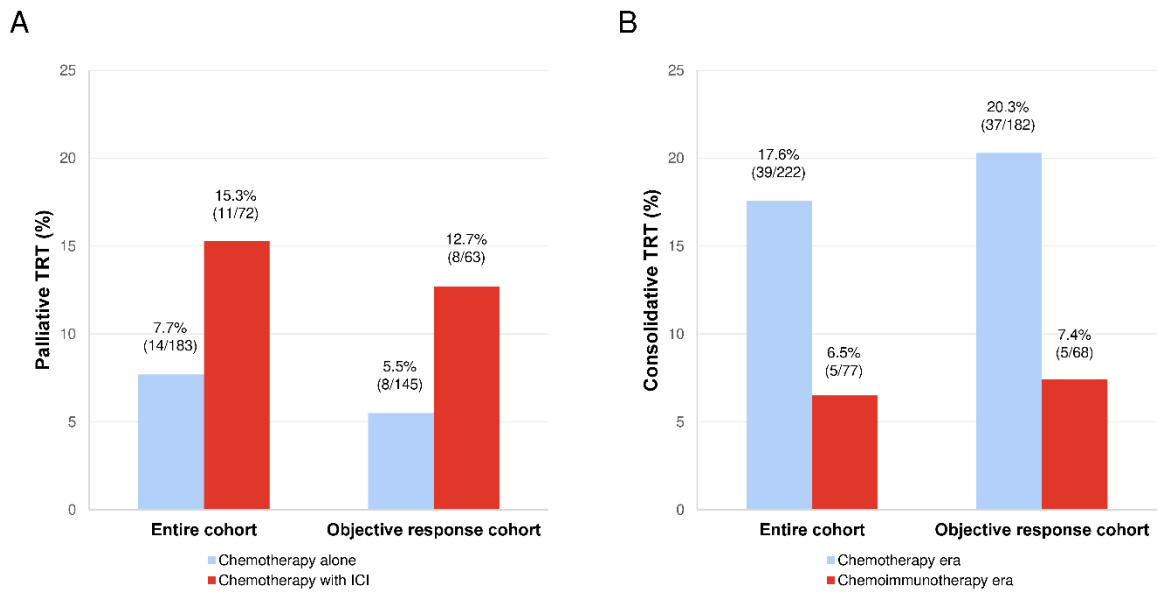 A
Palliative TRT (%)
25
20
15
10
5
0
7.7%
(14/183)
15.3%
(11/72)
5.5%
(8/145)
12.7%
(8/63)
Entire cohort
Objective response cohort
Chemotherapy alone
Chemotherapy with ICI
B
Consolidative TRT (%)
25
20
15
10
5
0
17.6%
(39/222)
6.5%
(5/77)
20.3%
(37/182)
7.4%
(5/68)
Entire cohort
Objective response cohort
Chemotherapy era
Chemoimmunotherapy era